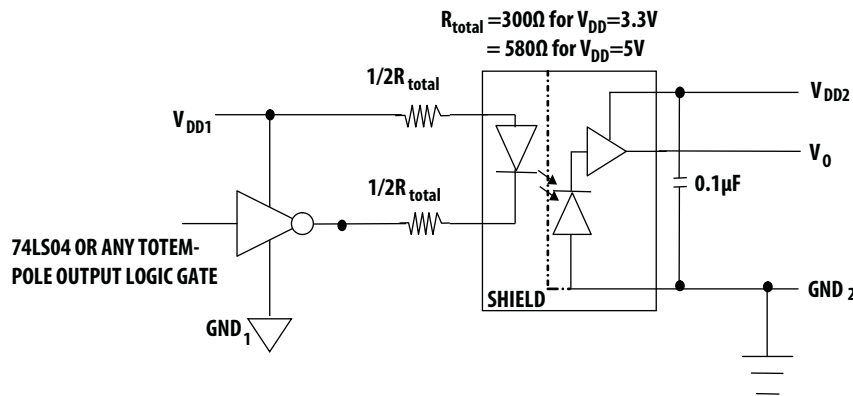 R_total =300Ω for V_DD=3.3V
= 580Ω for V_DD=5V
1/2R_total
V_DD1
V_DD2
V_O
1/2R_total
0.1µF
74LS04 OR ANY TOTEM-
POLE OUTPUT LOGIC GATE
SHIELD
GND_2
GND_1